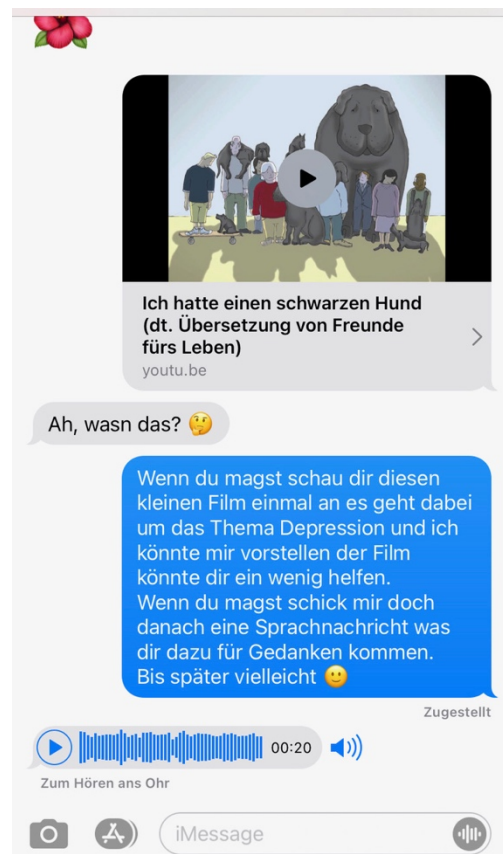 Ich hatte einen schwarzen Hund
(dt. Übersetzung von Freunde
fürs Leben)
youtu.be
Ah, wasn das? 🤔
Wenn du magst schau dir diesen
kleinen Film einmal an es geht dabei
um das Thema Depression und ich
könnte mir vorstellen der Film
könnte dir ein wenig helfen.
Wenn du magst schick mir doch
danach eine Sprachnachricht was
dir dazu für Gedanken kommen.
Bis später vielleicht 🙂
Zugestellt
00:20
Zum Hören ans Ohr
iMessage